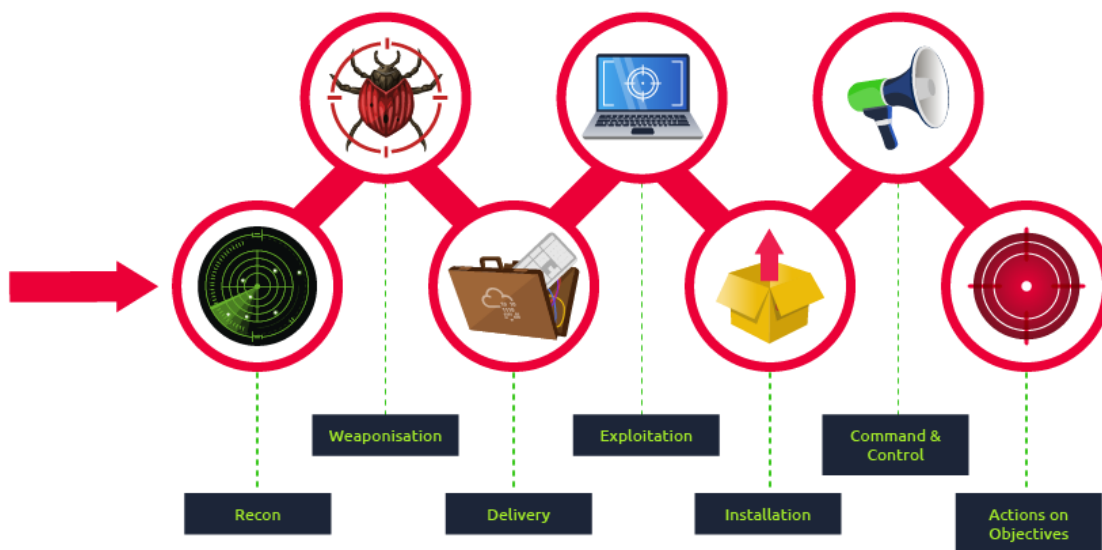 Recon
Weaponisation
Delivery
Exploitation
Installation
Command &
Control
Actions on
Objectives